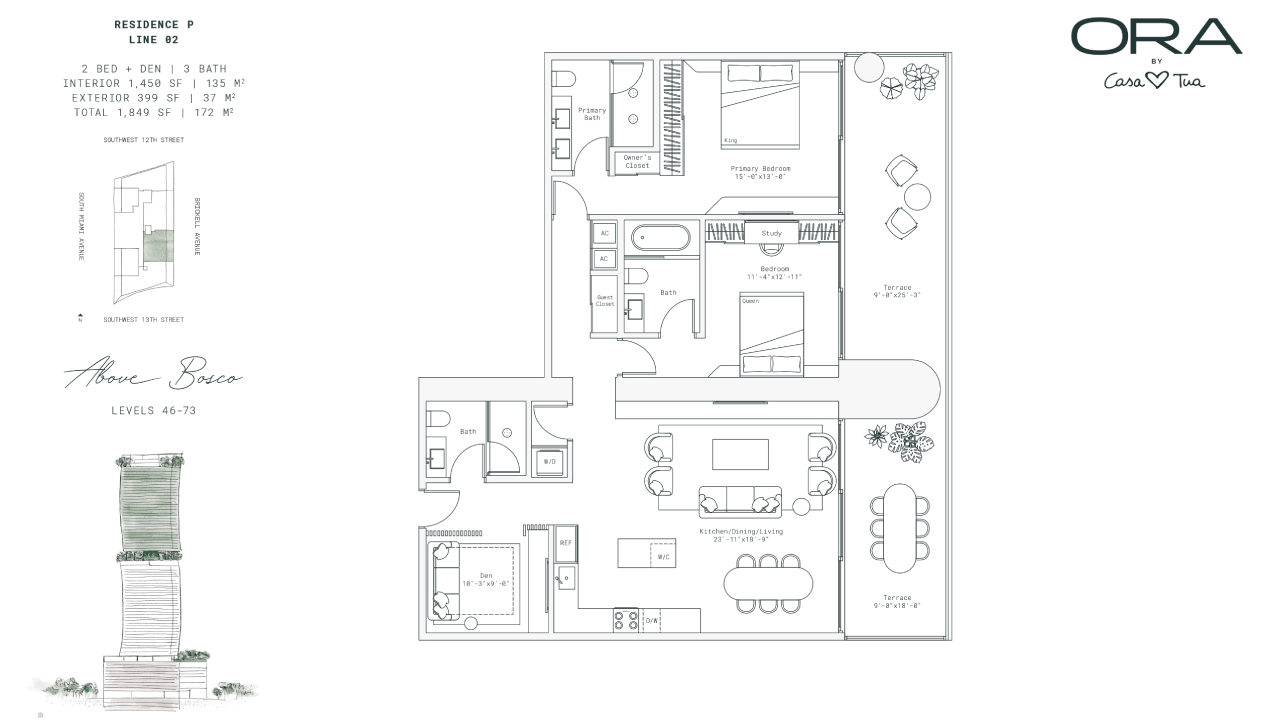 RESIDENCE P
LINE 02
2 BED + DEN | 3 BATH
INTERIOR 1,450 SF | 135 M²
EXTERIOR 399 SF | 37 M²
TOTAL 1,849 SF | 172 M²
SOUTHWEST 12TH STREET
SOUTH MIAMI AVENUE
BRICKELL AVENUE
N
SOUTHWEST 13TH STREET
Above Bosco
LEVELS 46-73
ORA
BY
Casa Tua
Primary
Bath
Owner's
Closet
King
Primary Bedroom
15'-0"x13'-0"
AC
AC
Guest
Closet
Bath
Study
Bedroom
11'-4"x12'-11"
Queen
Terrace
9'-0"x25'-3"
Bath
W/D
Kitchen/Dining/Living
23'-11"x18'-9"
REF
W/C
Den
10'-3"x9'-0"
D/W
Terrace
9'-0"x18'-0"